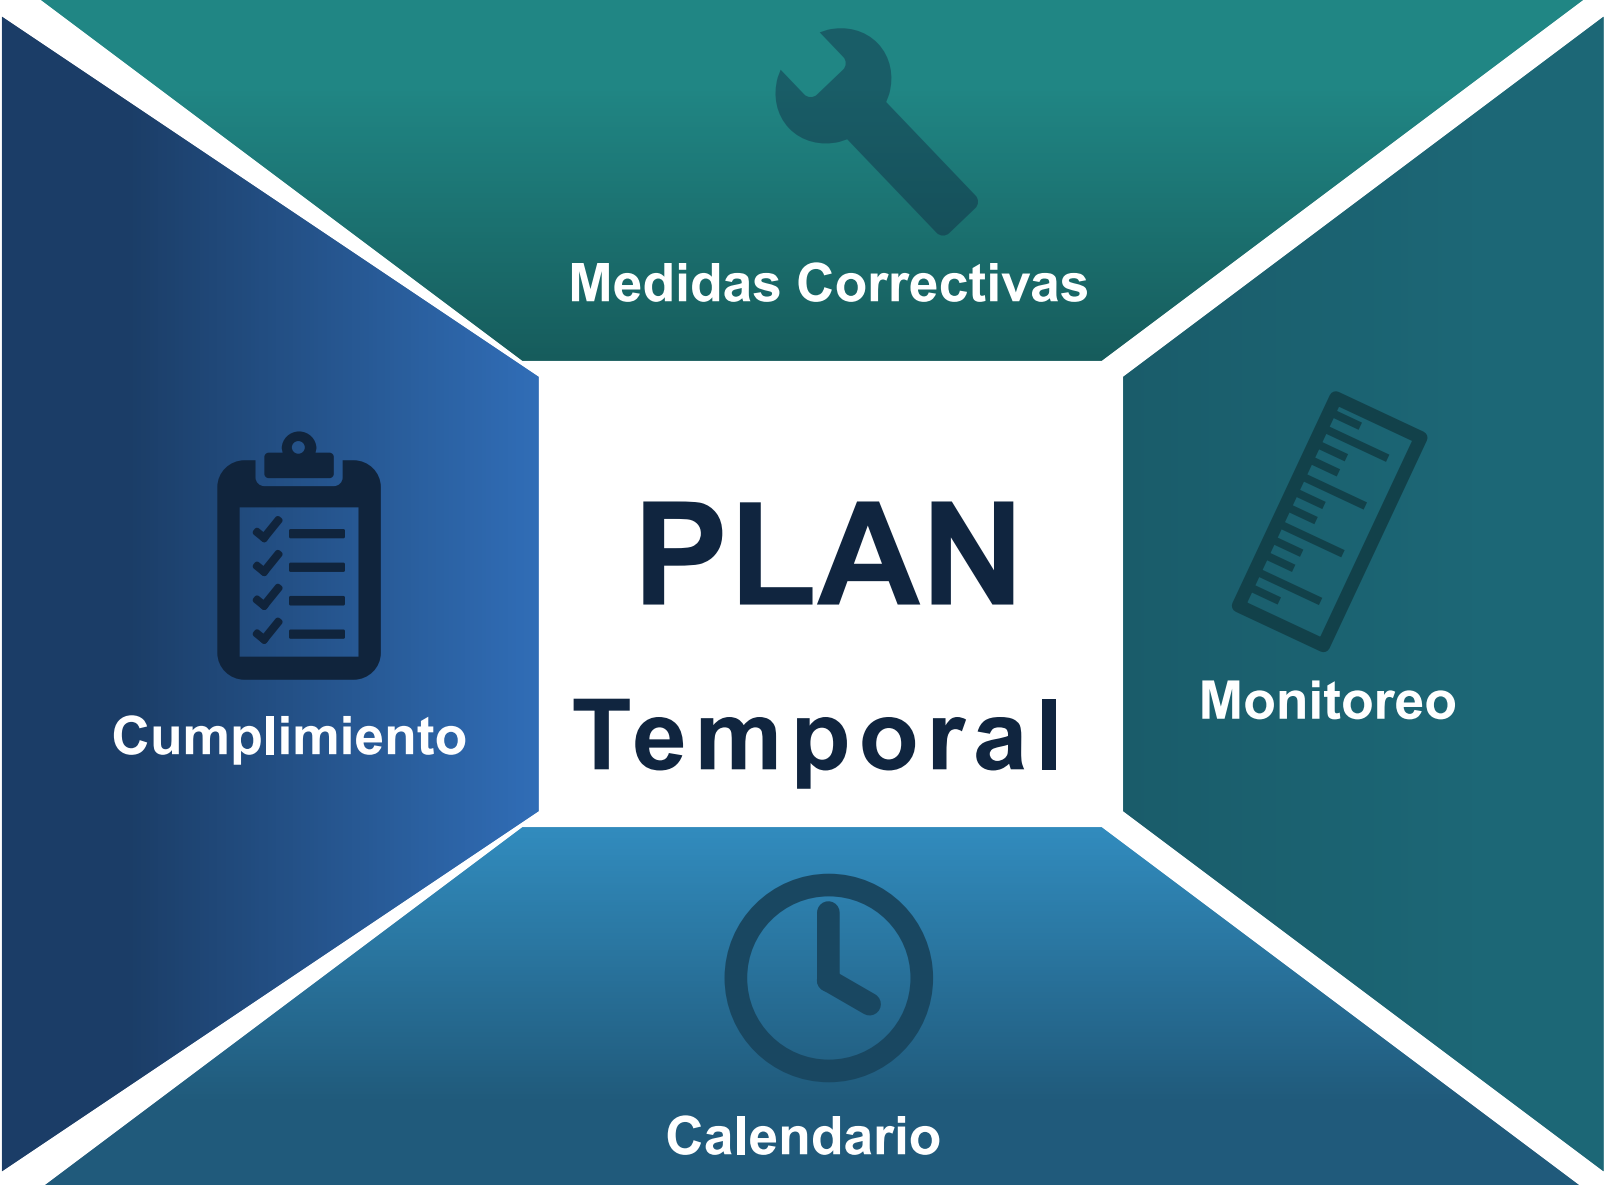 Medidas Correctivas
PLAN
Temporal
Cumplimiento
Monitoreo
Calendario